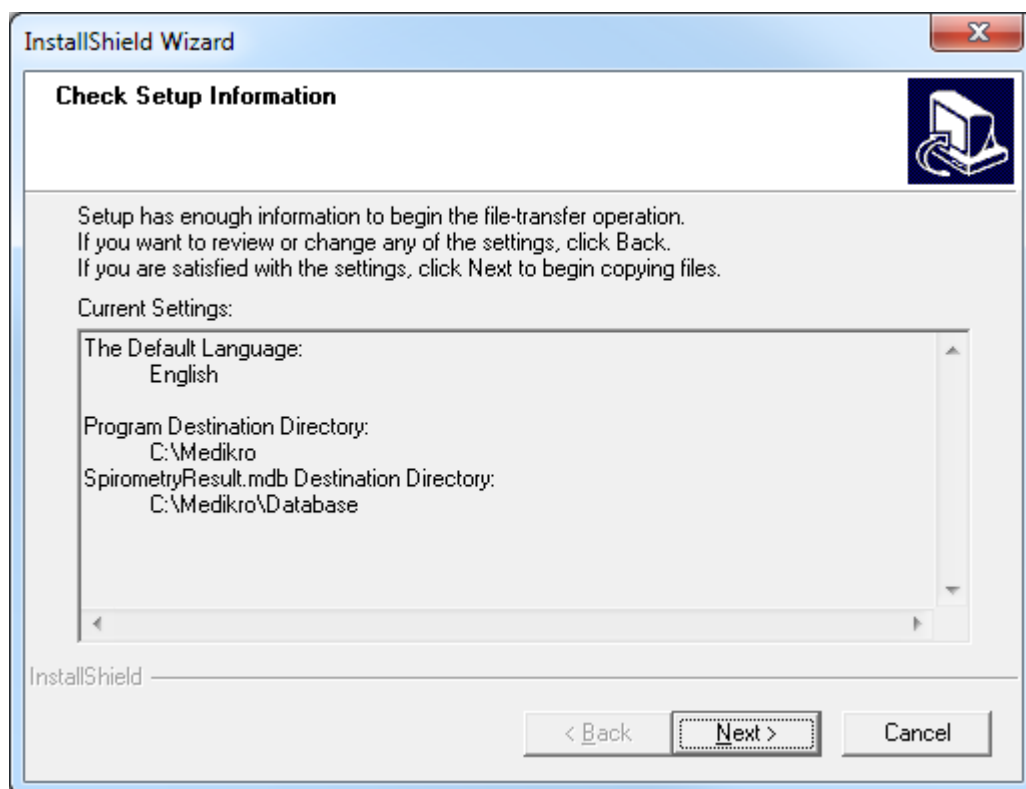 InstallShield Wizard
Check Setup Information
Setup has enough information to begin the file-transfer operation.
If you want to review or change any of the settings, click Back.
If you are satisfied with the settings, click Next to begin copying files.
Current Settings:
The Default Language:
English
Program Destination Directory:
C:\Medikro
SpirometryResult.mdb Destination Directory:
C:\Medikro\Database
InstallShield
< Back
Next >
Cancel